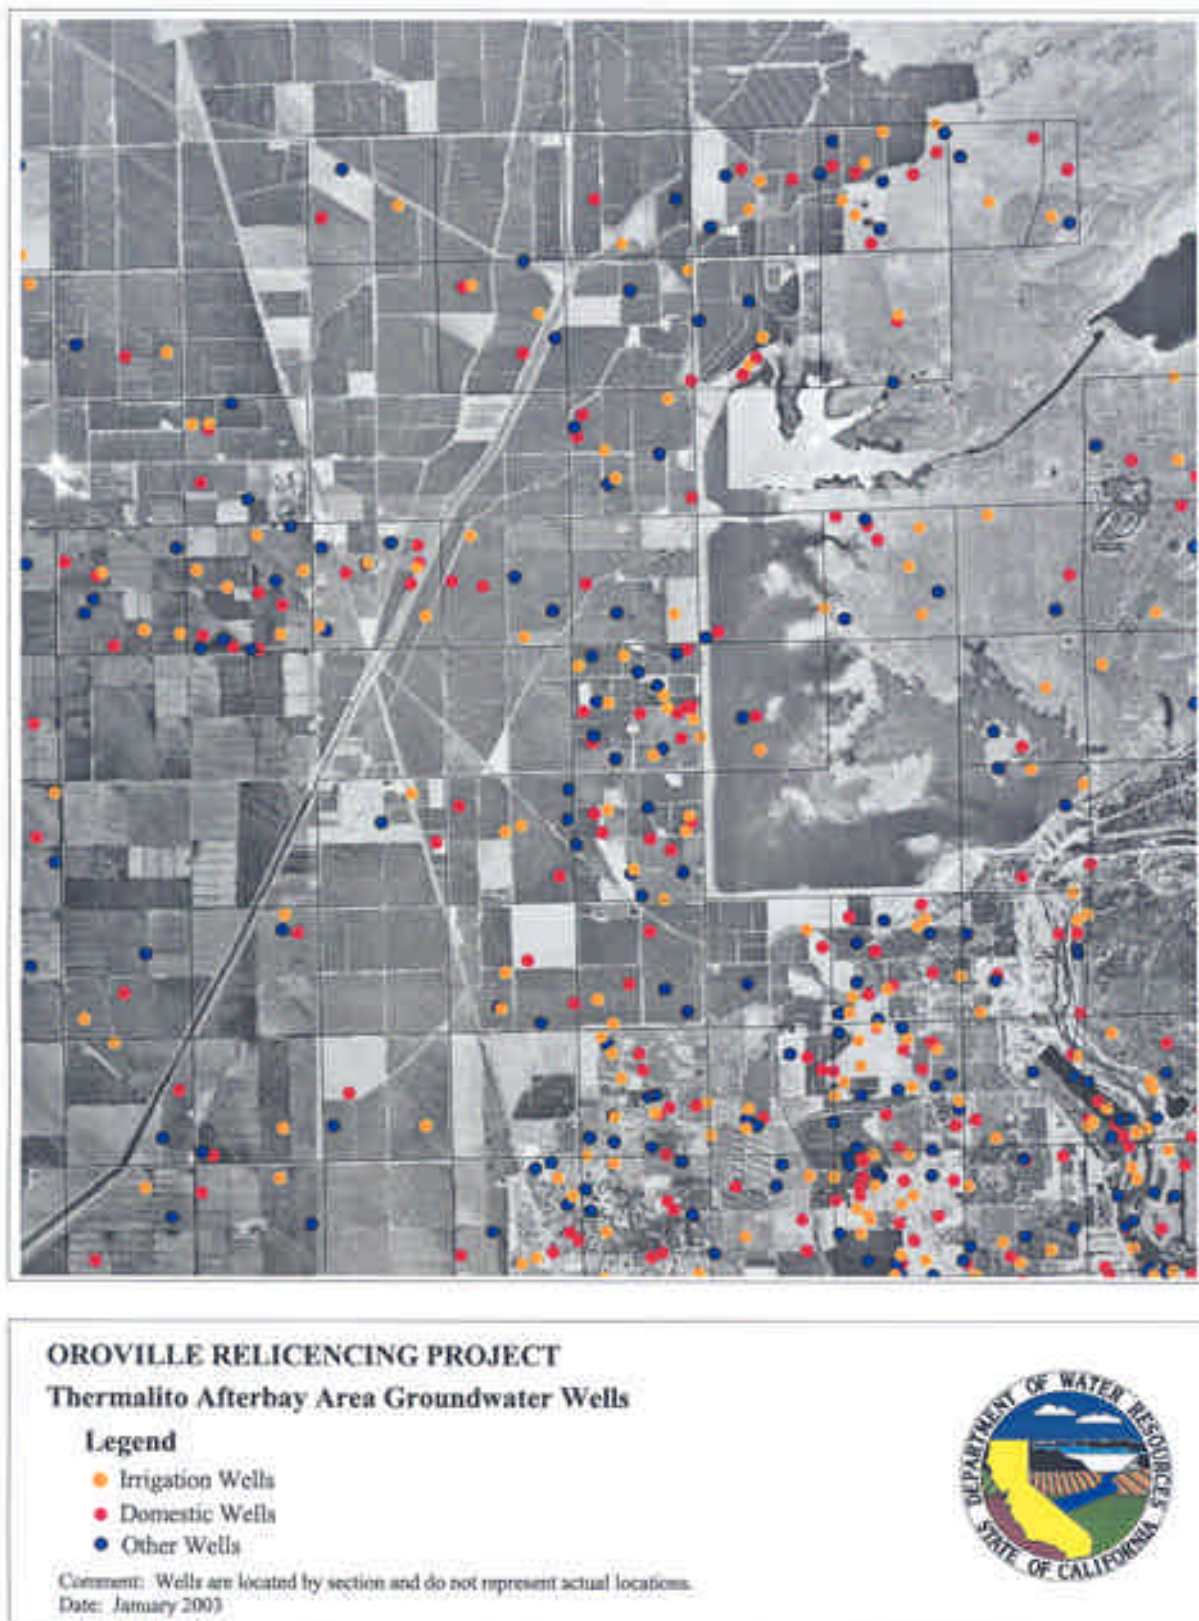 OROVILLE RELICENCING PROJECT
Thermalito Afterbay Area Groundwater Wells
Legend
Irrigation Wells
Domestic Wells
Other Wells
Comment: Wells are located by section and do not represent actual locations.
Date: January 2003
DEPARTMENT OF WATER RESOURCES
STATE OF CALIFORNIA